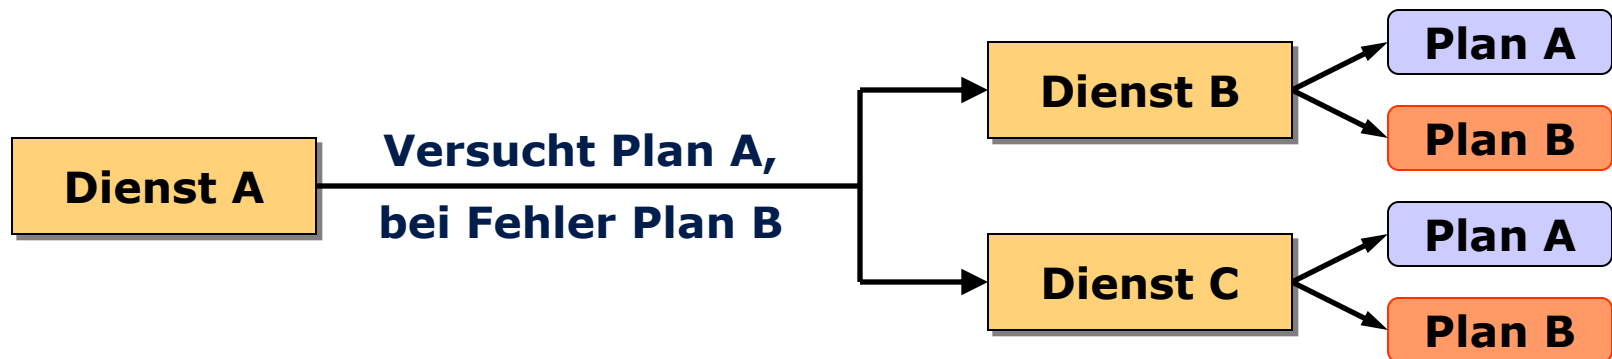 Dienst A
Versucht Plan A,
bei Fehler Plan B
Dienst B
Plan A
Plan B
Dienst C
Plan A
Plan B